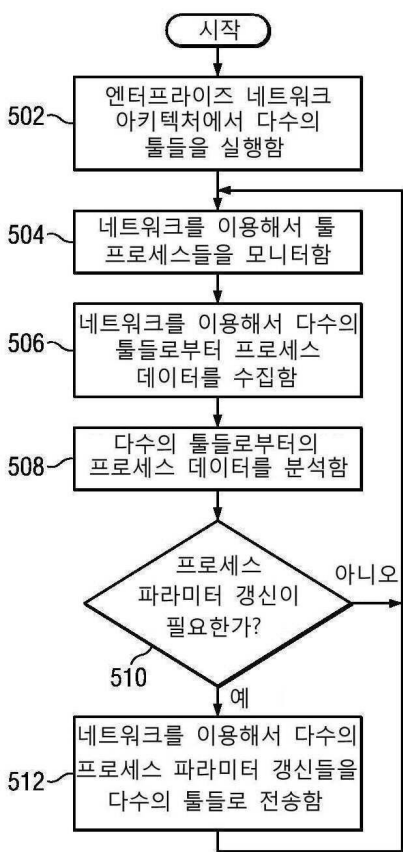 시작
502
엔터프라이즈 네트워크
아키텍처에서 다수의
툴들을 실행함
504
네트워크를 이용해서 툴
프로세스들을 모니터함
506
네트워크를 이용해서 다수의
툴들로부터 프로세스
데이터를 수집함
508
다수의 툴들로부터의
프로세스 데이터를 분석함
프로세스
파라미터 갱신이
필요한가?
아니오
510
예
512
네트워크를 이용해서 다수의
프로세스 파라미터 갱신들을
다수의 툴들로 전송함